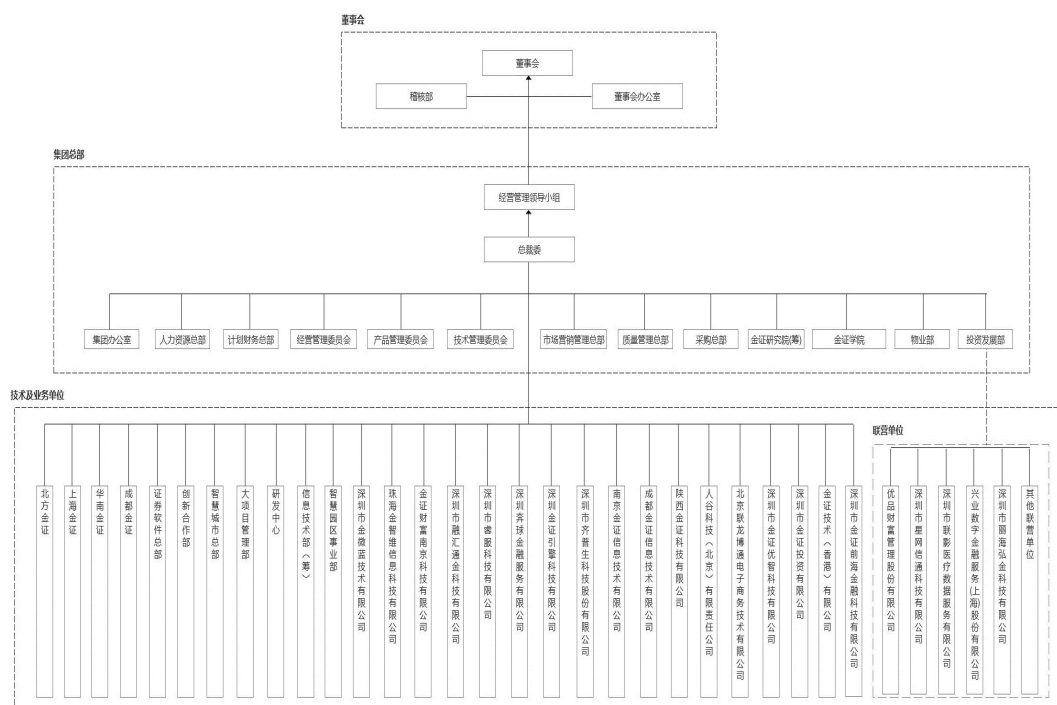 董事会
董事会
稽核部
董事会办公室
集团总部
经营管理领导小组
总裁委
集团办公室
人力资源总部
计划财务总部
经营管理委员会
产品管理委员会
技术管理委员会
市场营销管理总部
质量管理总部
采购总部
金证研究院(筹)
金证学院
物业部
投资发展部
技术及业务单位
联营单位
北方金证
上海金证
华南金证
成都金证
证券软件总部
创新合作部
智慧城市总部
大项目管理部
研发中心
信息技术部（筹）
智慧园区事业部
深圳市金微蓝技术有限公司
珠海金智维信息科技有限公司
金证财富南京科技有限公司
深圳市融汇通金科技有限公司
深圳市睿服科技有限公司
深圳奔球金融服务有限公司
深圳金证引擎科技有限公司
深圳市齐普生科技股份有限公司
南京金证信息技术有限公司
成都金证信息技术有限公司
陕西金证科技有限公司
人谷科技（北京）有限责任公司
北京联龙博通电子商务技术有限公司
深圳市金证优智科技有限公司
深圳市金证投资有限公司
金证技术（香港）有限公司
深圳市金证前海金融科技有限公司
优品财富管理股份有限公司
深圳市星网信通科技有限公司
深圳市联影医疗数据服务有限公司
兴业数字金融服务(上海)股份有限公司
深圳市丽海弘金科技有限公司
其他联营单位